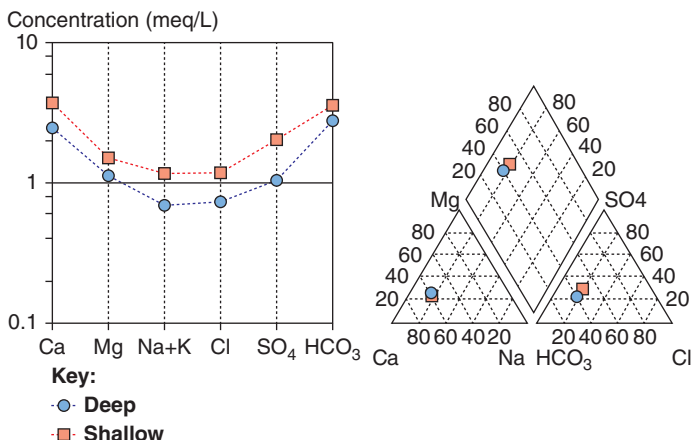 Concentration (meq/L)
10
1
0.1
Ca Mg Na+K Cl SO₄ HCO₃
Key:
Deep
Shallow
80 80
60 60
40 40
20 20
Mg SO4
80 80
60 60
40 40
20 20
80 60 40 20 20 40 60 80
Ca Na HCO₃ Cl